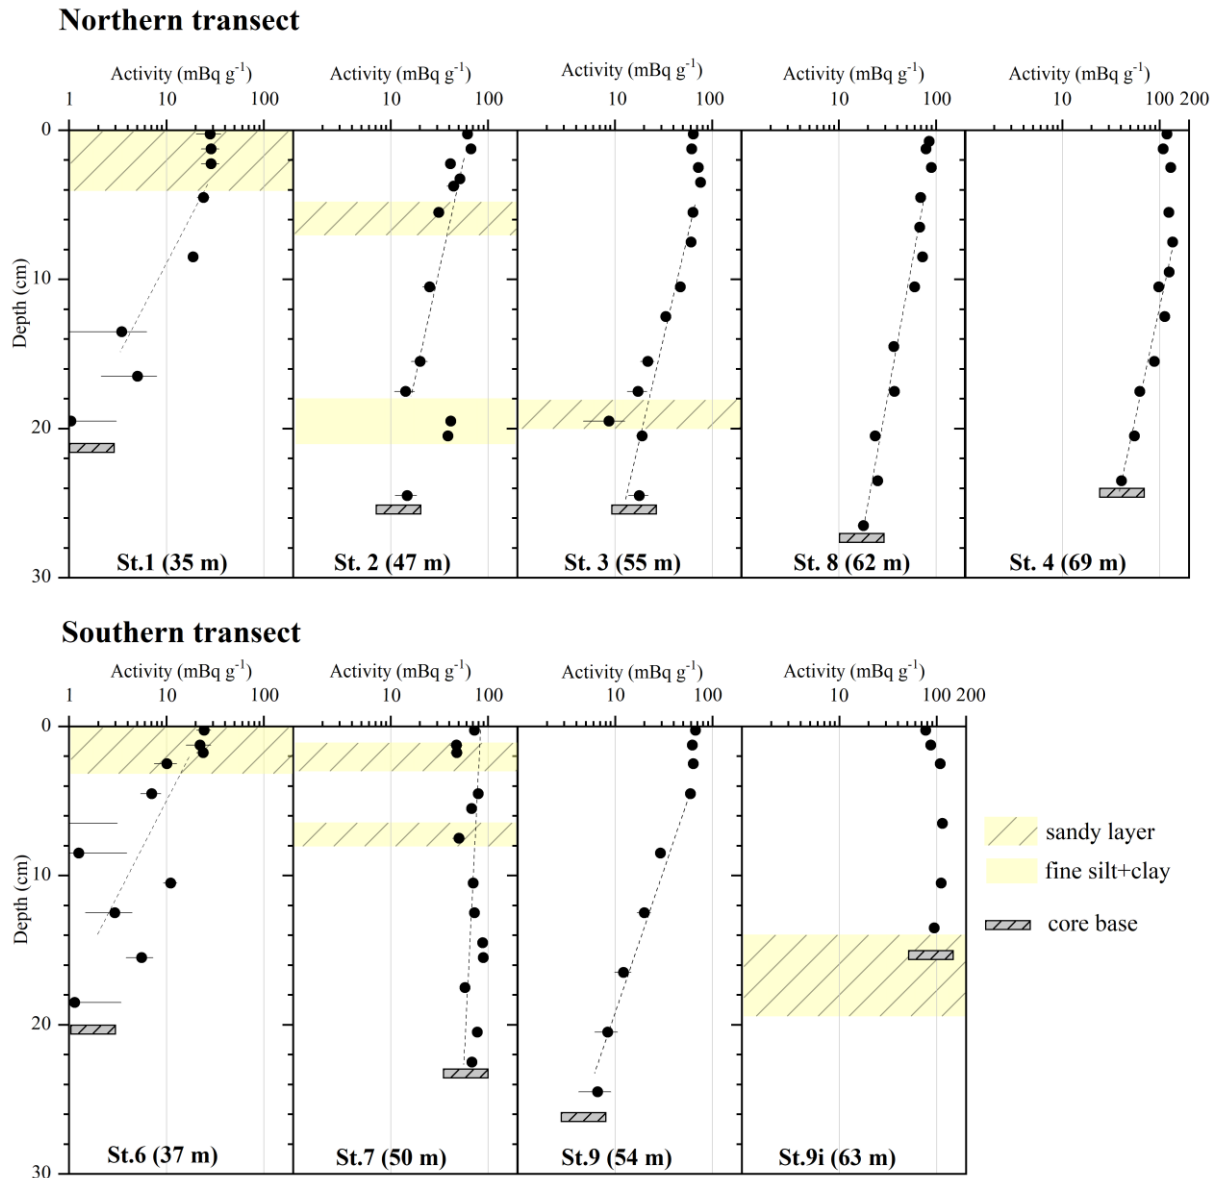 Northern transect
Activity (mBq g⁻¹) Activity (mBq g⁻¹) Activity (mBq g⁻¹) Activity (mBq g⁻¹) Activity (mBq g⁻¹)
1 10 100 10 100 10 100 10 100 10 100 200
0
10
Depth (cm)
20
30
St.1 (35 m) St. 2 (47 m) St. 3 (55 m) St. 8 (62 m) St. 4 (69 m)
Southern transect
Activity (mBq g⁻¹) Activity (mBq g⁻¹) Activity (mBq g⁻¹) Activity (mBq g⁻¹)
1 10 100 10 100 10 100 10 100 200
0
10
Depth (cm)
20
30
St.6 (37 m) St.7 (50 m) St.9 (54 m) St.9i (63 m)
sandy layer
fine silt+clay
core base